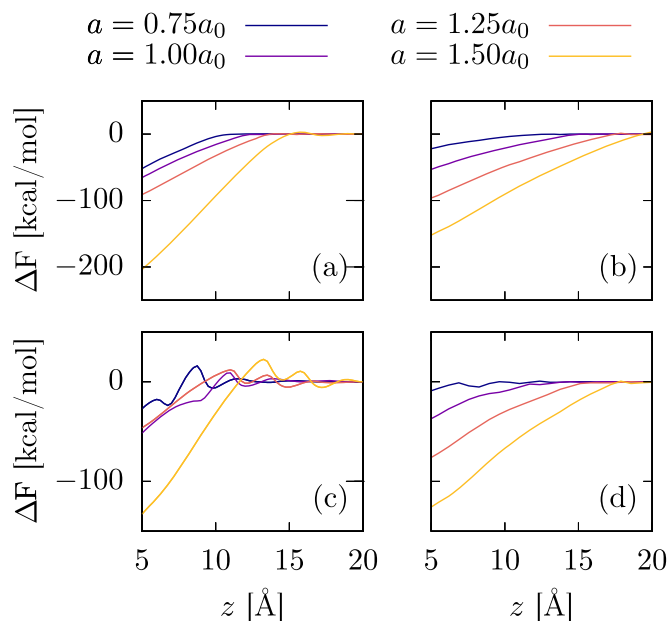 a = 0.75a₀ a = 1.25a₀
a = 1.00a₀ a = 1.50a₀
ΔF [kcal/mol]
0
−100
−200
(a) (b)
ΔF [kcal/mol]
0
−100
(c) (d)
5 10 15 20 5 10 15 20
z [Å] z [Å]